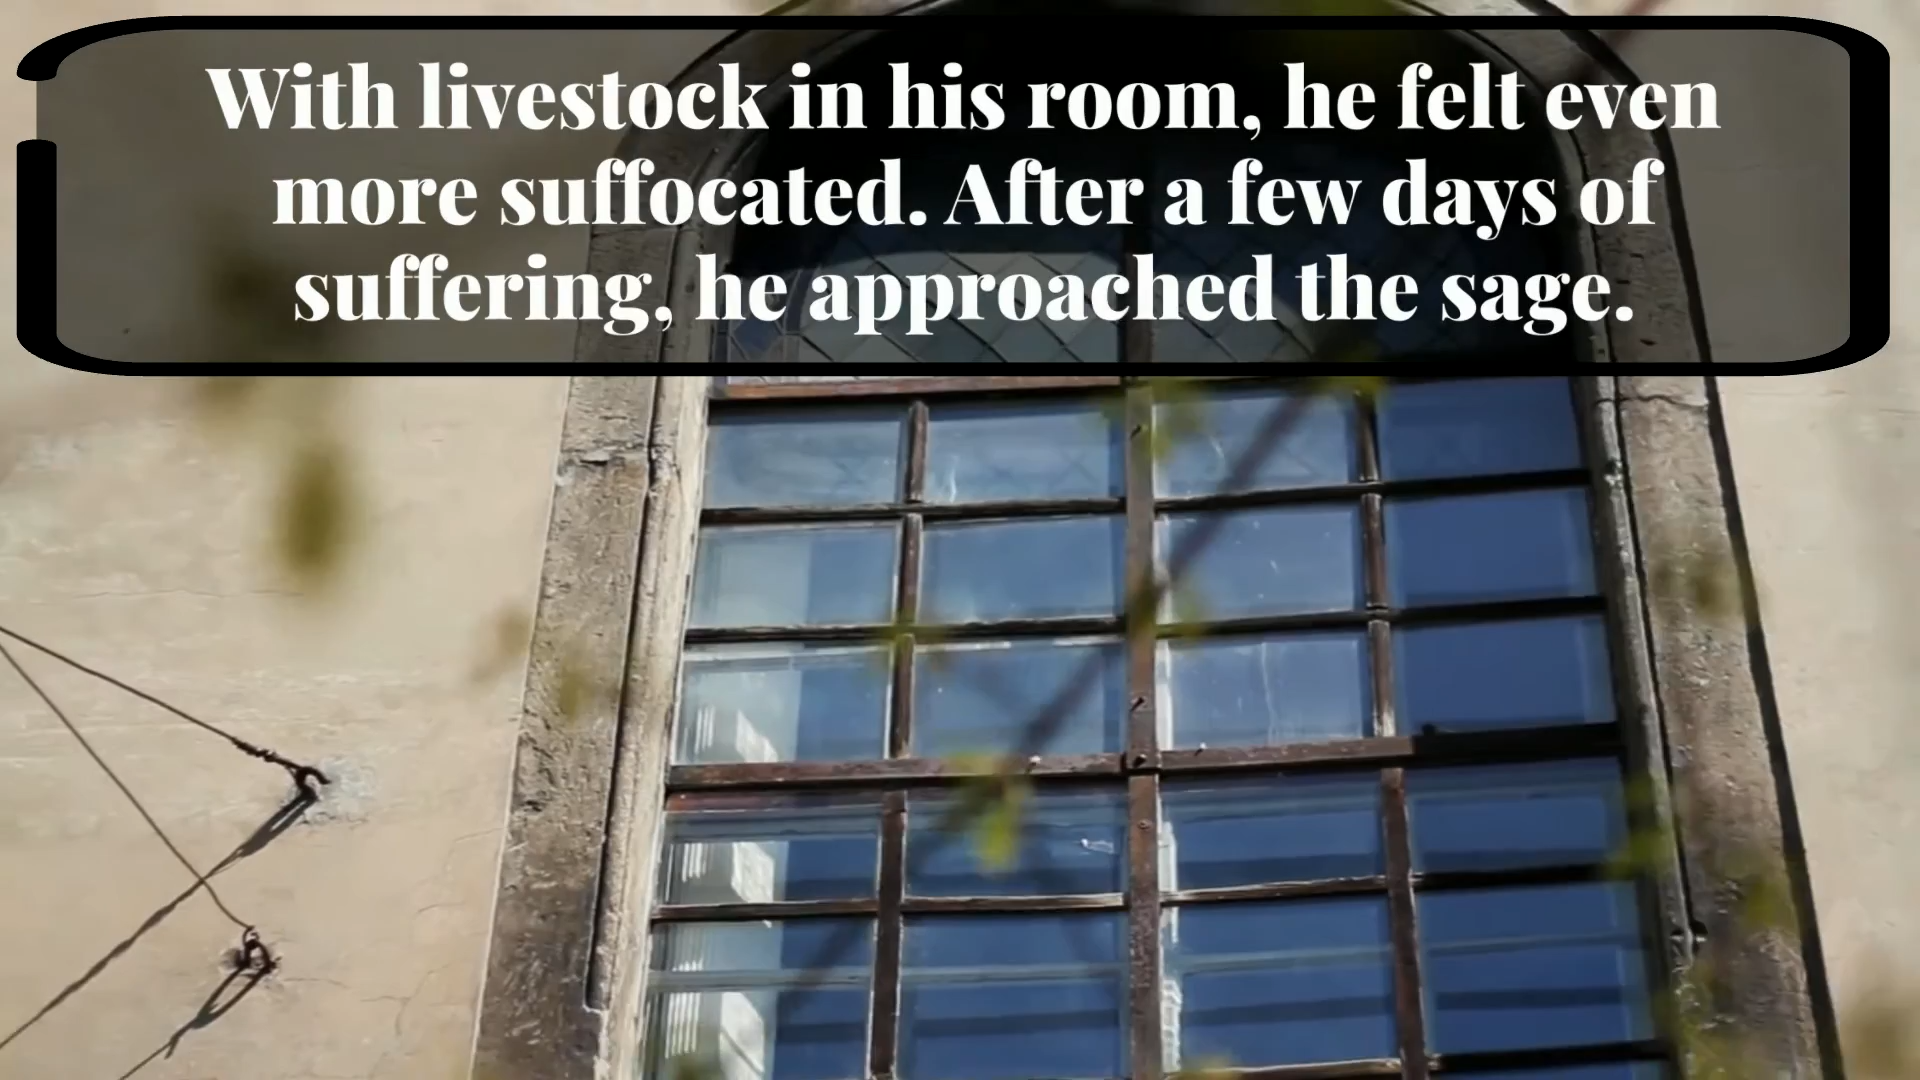 With livestock in his room, he felt even
more suffocated. After a few days of
suffering, he approached the sage.